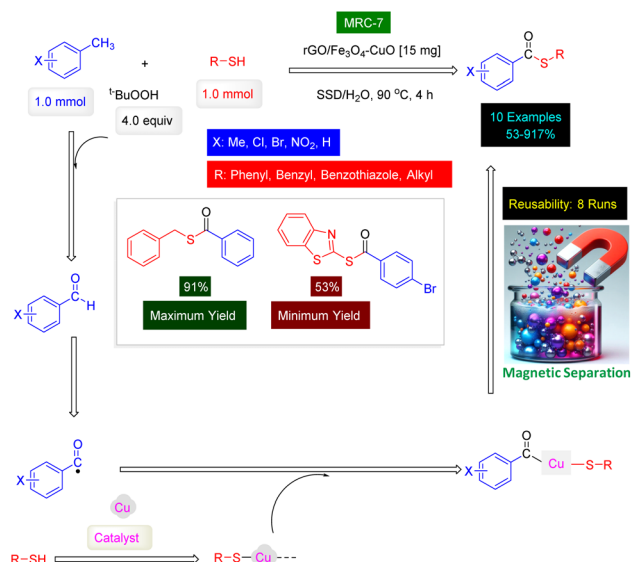 MRC-7
CH3
X
+
R–SH
rGO/Fe3O4-CuO [15 mg]
SSD/H2O, 90 oC, 4 h
O
C
S
R
X
1.0 mmol
t-BuOOH
4.0 equiv
1.0 mmol
10 Examples
53-917%
X: Me, Cl, Br, NO2, H
R: Phenyl, Benzyl, Benzothiazole, Alkyl
Reusability: 8 Runs
O
S
N
S
S
O
Br
91%
53%
Maximum Yield
Minimum Yield
O
C
H
X
Magnetic Separation
O
C
X
O
C
X
Cu
S–R
Cu
Catalyst
R–SH
R–S
Cu